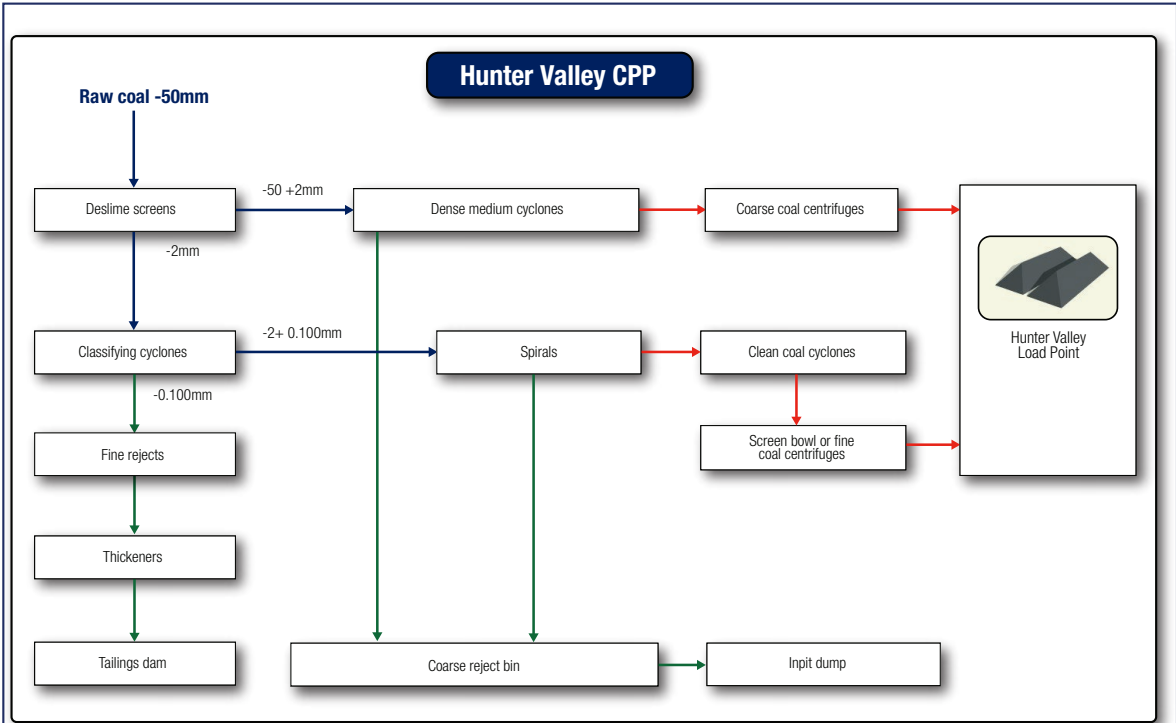 Hunter Valley CPP
Raw coal -50mm
Deslime screens
-50 +2mm
Dense medium cyclones
Coarse coal centrifuges
-2mm
Hunter Valley
Load Point
Classifying cyclones
-2+ 0.100mm
Spirals
Clean coal cyclones
-0.100mm
Fine rejects
Screen bowl or fine
coal centrifuges
Thickeners
Tailings dam
Coarse reject bin
Inpit dump